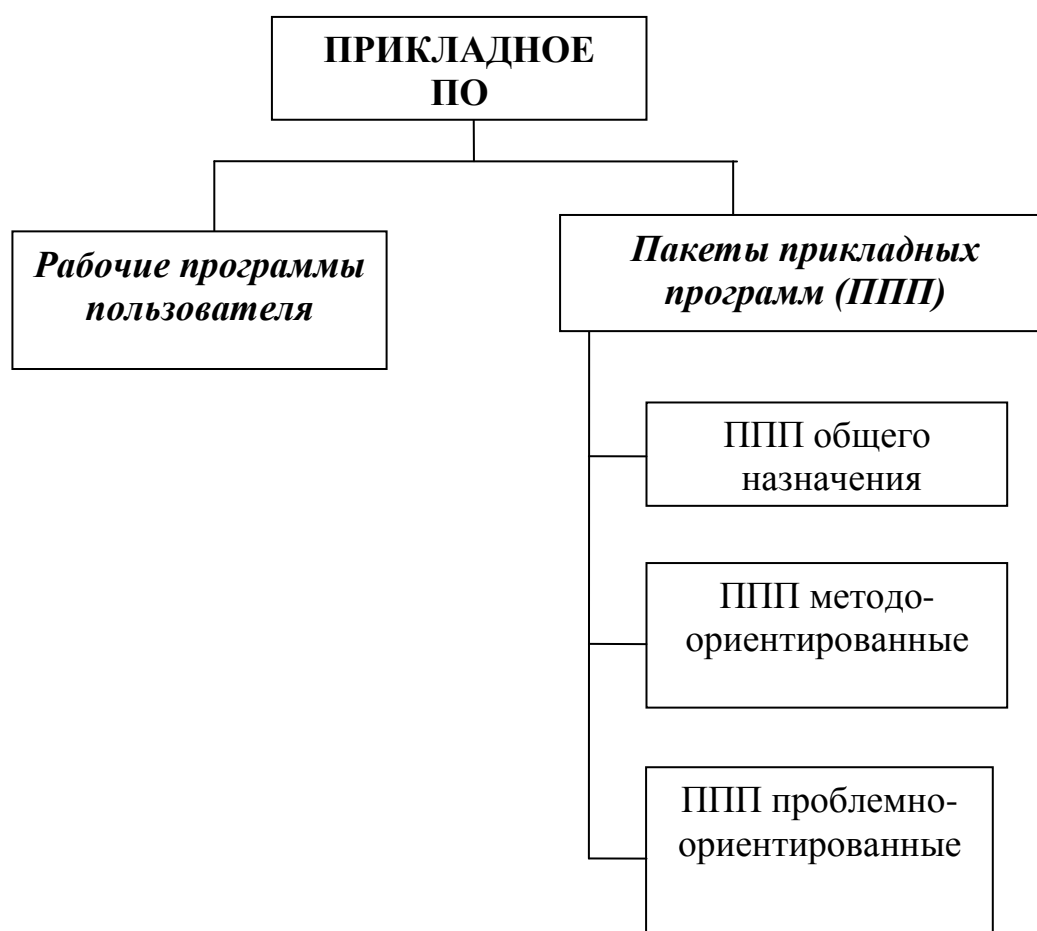 ПРИКЛАДНОЕ
ПО
Рабочие программы
пользователя
Пакеты прикладных
программ (ППП)
ППП общего
назначения
ППП методо-
ориентированные
ППП проблемно-
ориентированные